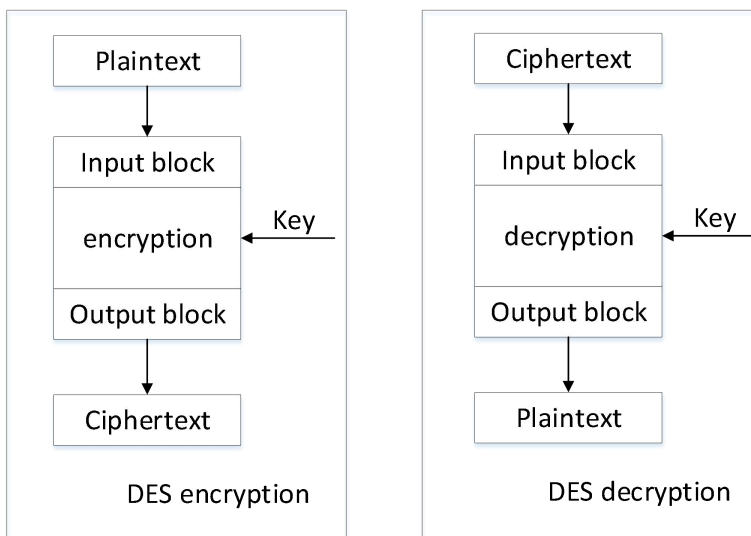 Plaintext
Input block
encryption
Key
Output block
Ciphertext
DES encryption
Ciphertext
Input block
decryption
Key
Output block
Plaintext
DES decryption